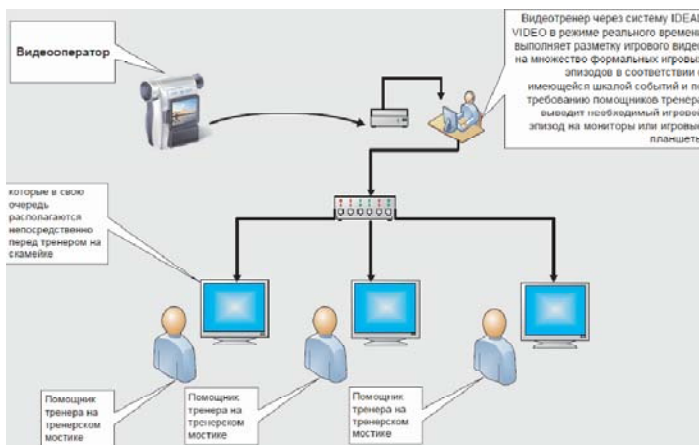 Видеооператор
Видеотренер через систему IDEAL
VIDEO в режиме реального времени
выполняет разметку игрового видео
на множество формальных игровых
эпизодов в соответствии с
имеющейся шкалой событий и по
требованию помощников тренера
выводит необходимый игровой
эпизод на мониторы или игровые
планшеты
которые в свою
очередь
располагаются
непосредственно
перед тренером на
скамейке
Помощник
тренера на
тренерском
мостике
Помощник
тренера на
тренерском
мостике
Помощник
тренера на
тренерском
мостике